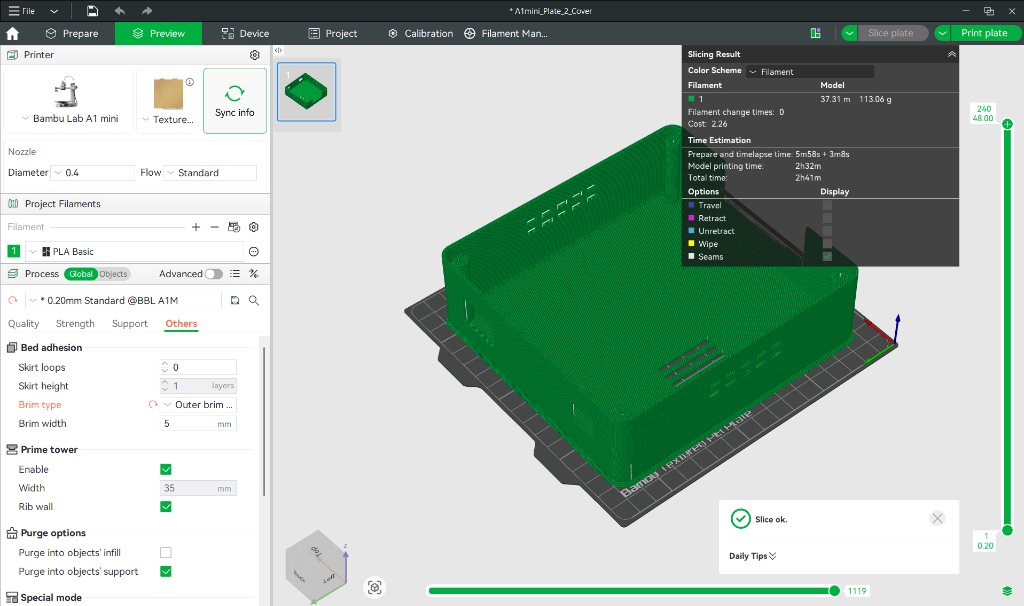 File
* A1mini_Plate_2_Cover
Prepare
Preview
Device
Project
Calibration
Filament Man...
Slice plate
Print plate
Printer
Bambu Lab A1 mini
Texture...
Sync info
Nozzle
Diameter 0.4 Flow Standard
Project Filaments
Filament
1 PLA Basic
Process Global Objects Advanced
* 0.20mm Standard @BBL A1M
Quality Strength Support Others
Bed adhesion
Skirt loops 0
Skirt height 1 layers
Brim type Outer brim ...
Brim width 5 mm
Prime tower
Enable
Width 35 mm
Rib wall
Purge options
Purge into objects' infill
Purge into objects' support
Special mode
1
Slicing Result
Color Scheme Filament
Filament Model
1 37.31 m 113.06 g
Filament change times: 0
Cost: 2.26
Time Estimation
Prepare and timelapse time: 5m58s + 3m8s
Model printing time: 2h32m
Total time: 2h41m
Options Display
Travel
Retract
Unretract
Wipe
Seams
240
48.00
1
0.20
Bambu Textured PEI Plate
Slice ok.
Daily Tips
Top
Left
z
1119